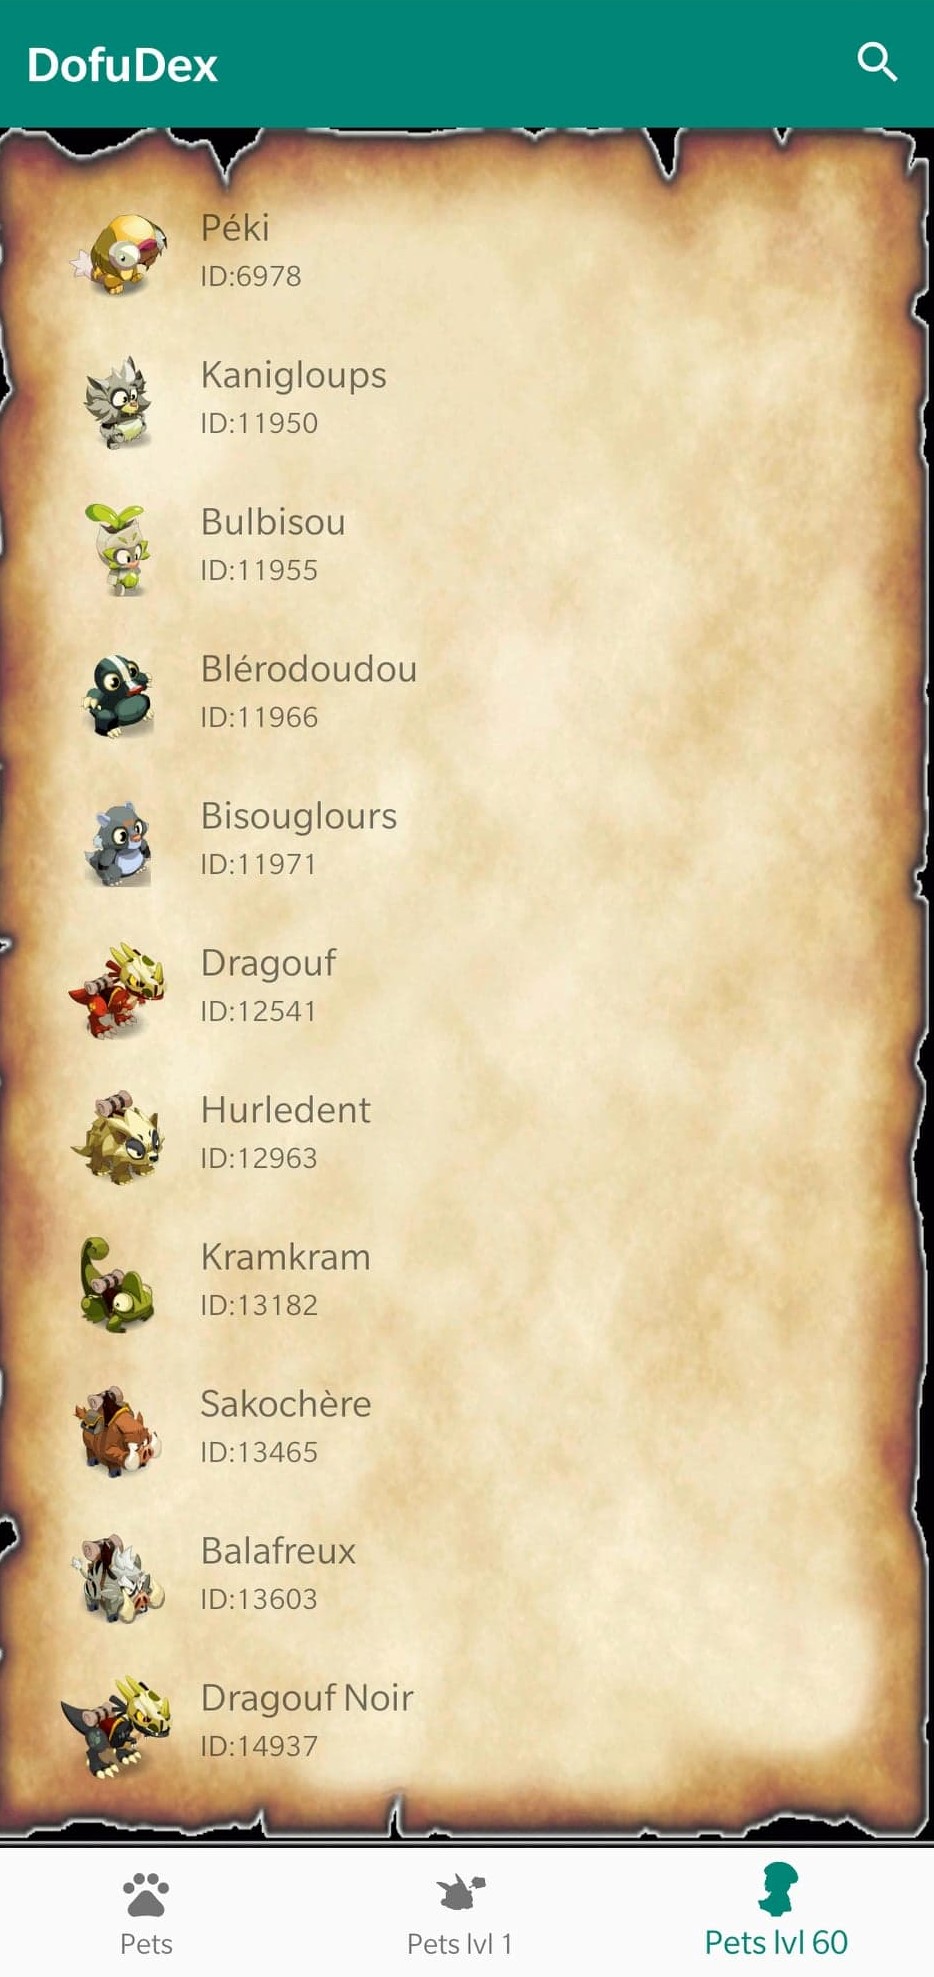 DofuDex
Péki
ID:6978
Kanigloups
ID:11950
Bulbisou
ID:11955
Blérodoudou
ID:11966
Bisouglours
ID:11971
Dragouf
ID:12541
Hurledent
ID:12963
Kramkram
ID:13182
Sakochère
ID:13465
Balafreux
ID:13603
Dragouf Noir
ID:14937
Pets
Pets lvl 1
Pets lvl 60